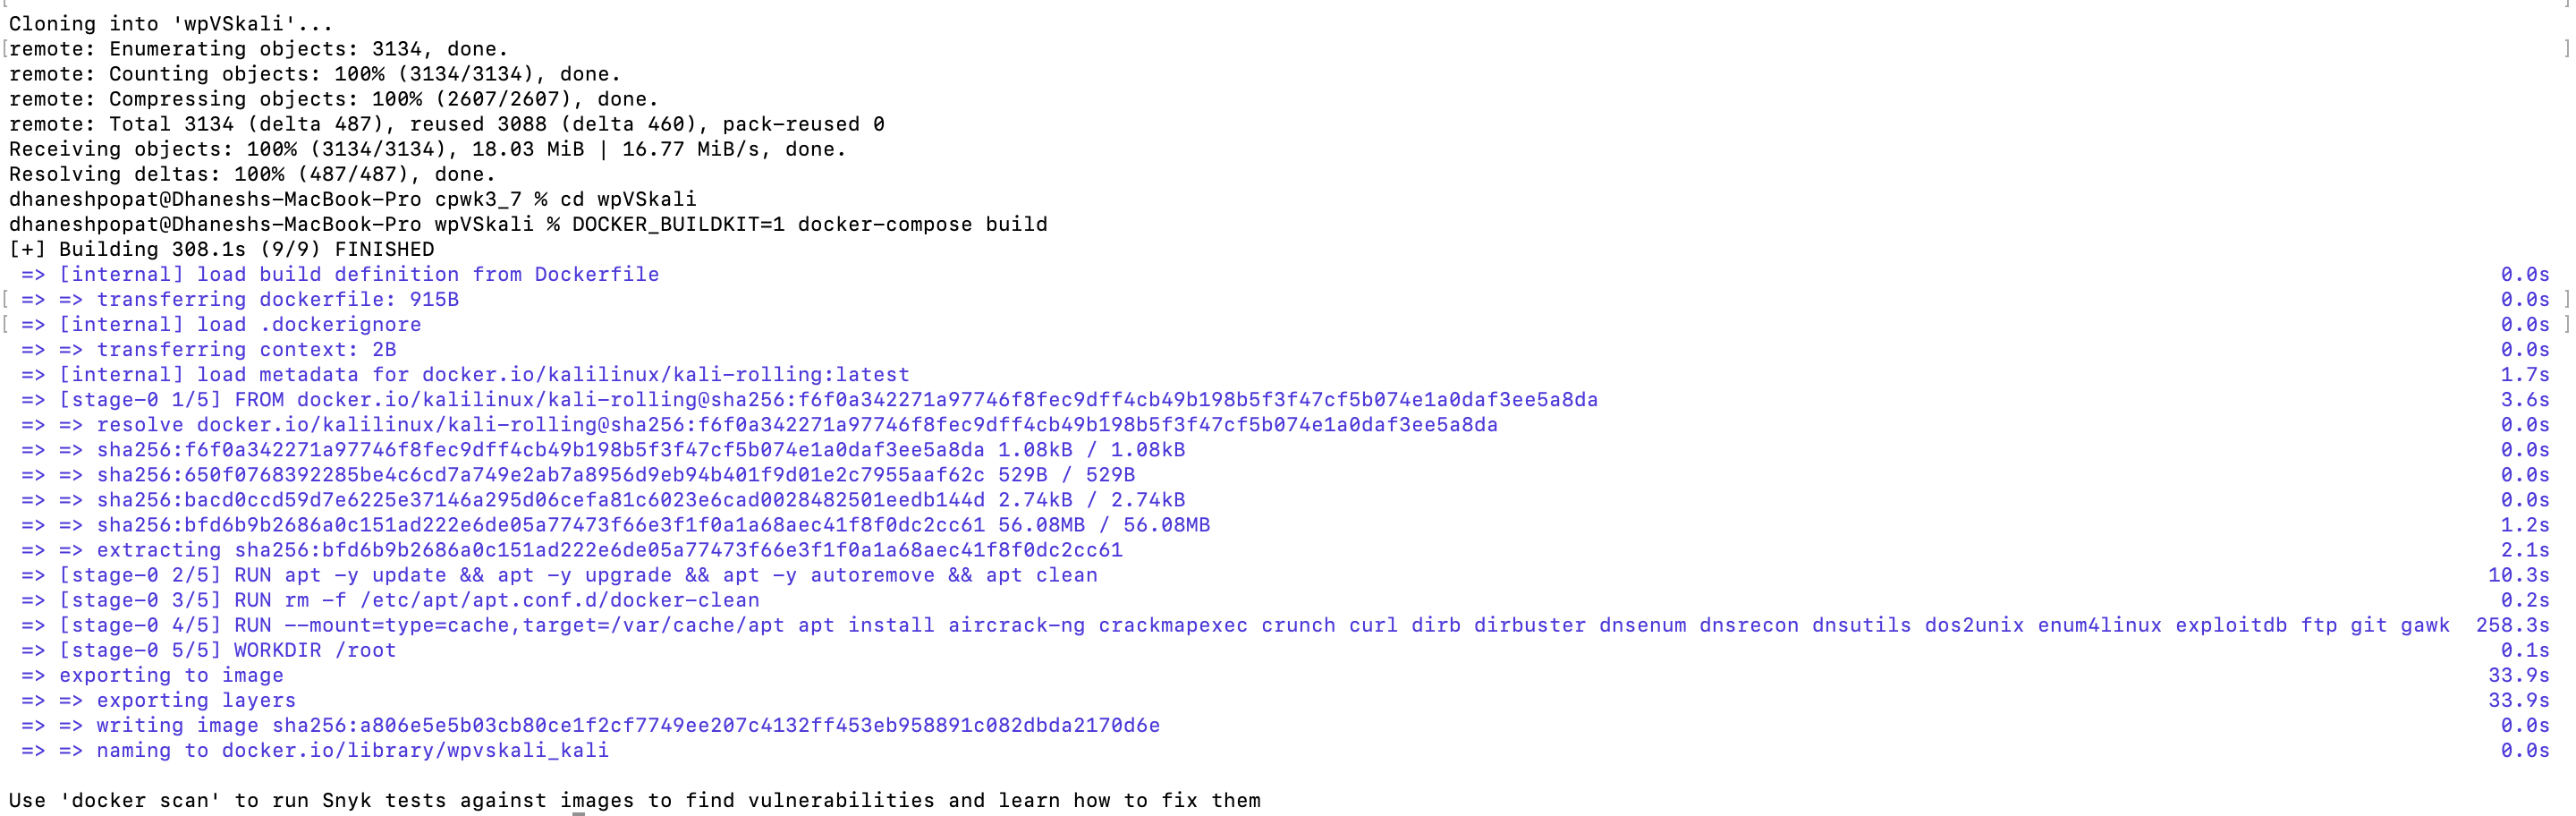 Cloning into 'wpVSkali'...
remote: Enumerating objects: 3134, done.
remote: Counting objects: 100% (3134/3134), done.
remote: Compressing objects: 100% (2607/2607), done.
remote: Total 3134 (delta 487), reused 3088 (delta 460), pack-reused 0
Receiving objects: 100% (3134/3134), 18.03 MiB | 16.77 MiB/s, done.
Resolving deltas: 100% (487/487), done.
dhaneshpopat@Dhaneshs-MacBook-Pro cpwk3_7 % cd wpVSkali
dhaneshpopat@Dhaneshs-MacBook-Pro wpVSkali % DOCKER_BUILDKIT=1 docker-compose build
[+] Building 308.1s (9/9) FINISHED
=> [internal] load build definition from Dockerfile 0.0s
=> => transferring dockerfile: 915B 0.0s
=> [internal] load .dockerignore 0.0s
=> => transferring context: 2B 0.0s
=> [internal] load metadata for docker.io/kalilinux/kali-rolling:latest 1.7s
=> [stage-0 1/5] FROM docker.io/kalilinux/kali-rolling@sha256:f6f0a342271a97746f8fec9dff4cb49b198b5f3f47cf5b074e1a0daf3ee5a8da 3.6s
=> => resolve docker.io/kalilinux/kali-rolling@sha256:f6f0a342271a97746f8fec9dff4cb49b198b5f3f47cf5b074e1a0daf3ee5a8da 0.0s
=> => sha256:f6f0a342271a97746f8fec9dff4cb49b198b5f3f47cf5b074e1a0daf3ee5a8da 1.08kB / 1.08kB 0.0s
=> => sha256:650f0768392285be4c6cd7a749e2ab7a8956d9eb94b401f9d01e2c7955aaf62c 529B / 529B 0.0s
=> => sha256:bacd0ccd59d7e6225e37146a295d06cefa81c6023e6cad0028482501eedb144d 2.74kB / 2.74kB 0.0s
=> => sha256:bfd6b9b2686a0c151ad222e6de05a77473f66e3f1f0a1a68aec41f8f0dc2cc61 56.08MB / 56.08MB 1.2s
=> => extracting sha256:bfd6b9b2686a0c151ad222e6de05a77473f66e3f1f0a1a68aec41f8f0dc2cc61 2.1s
=> [stage-0 2/5] RUN apt -y update && apt -y upgrade && apt -y autoremove && apt clean 10.3s
=> [stage-0 3/5] RUN rm -f /etc/apt/apt.conf.d/docker-clean 0.2s
=> [stage-0 4/5] RUN --mount=type=cache,target=/var/cache/apt apt install aircrack-ng crackmapexec crunch curl dirb dirbuster dnsenum dnsrecon dnsutils dos2unix enum4linux exploitdb ftp git gawk 258.3s
=> [stage-0 5/5] WORKDIR /root 0.1s
=> exporting to image 33.9s
=> => exporting layers 33.9s
=> => writing image sha256:a806e5e5b03cb80ce1f2cf7749ee207c4132ff453eb958891c082dbda2170d6e 0.0s
=> => naming to docker.io/library/wpvskali_kali 0.0s
Use 'docker scan' to run Snyk tests against images to find vulnerabilities and learn how to fix them